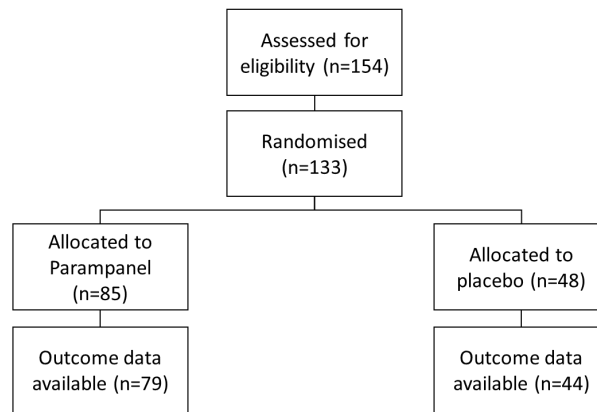 Assessed for
eligibility (n=154)
Randomised
(n=133)
Allocated to
Parampanel
(n=85)
Allocated to
placebo (n=48)
Outcome data
available (n=79)
Outcome data
available (n=44)